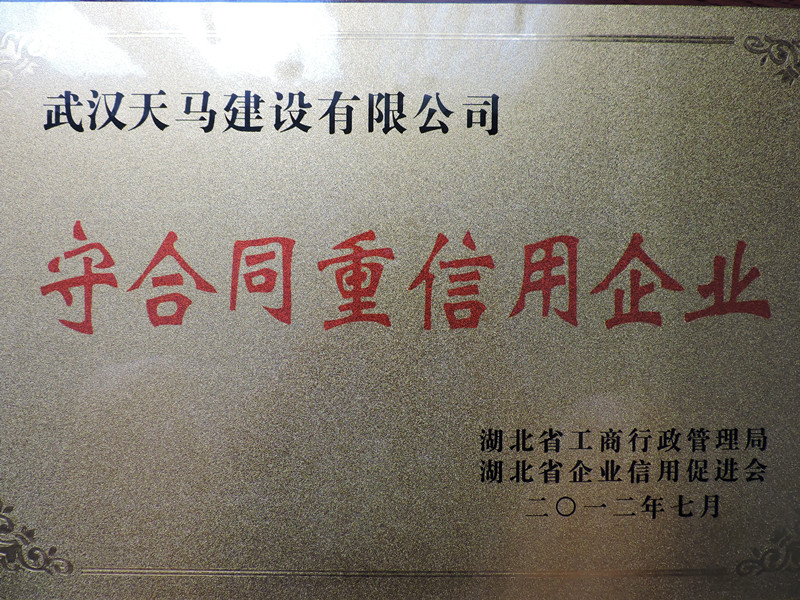 武汉天马建设有限公司
守合同重信用企业
湖北省工商行政管理局
湖北省企业信用促进会
二〇一二年七月